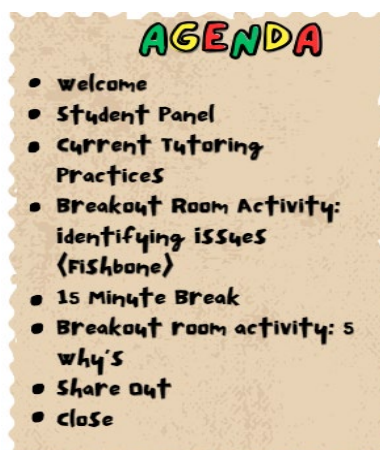 AGENDA
• Welcome
• Student Panel
• Current Tutoring
Practices
• Breakout Room Activity:
identifying issues
(Fishbone)
• 15 Minute Break
• Breakout room activity: 5
why's
• Share Out
• Close